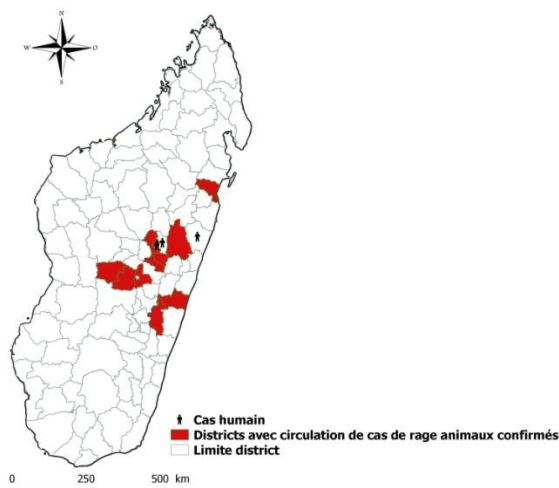 N
W O
S
Cas humain
Districts avec circulation de cas de rage animaux confirmés
Limite district
0 250 500 km